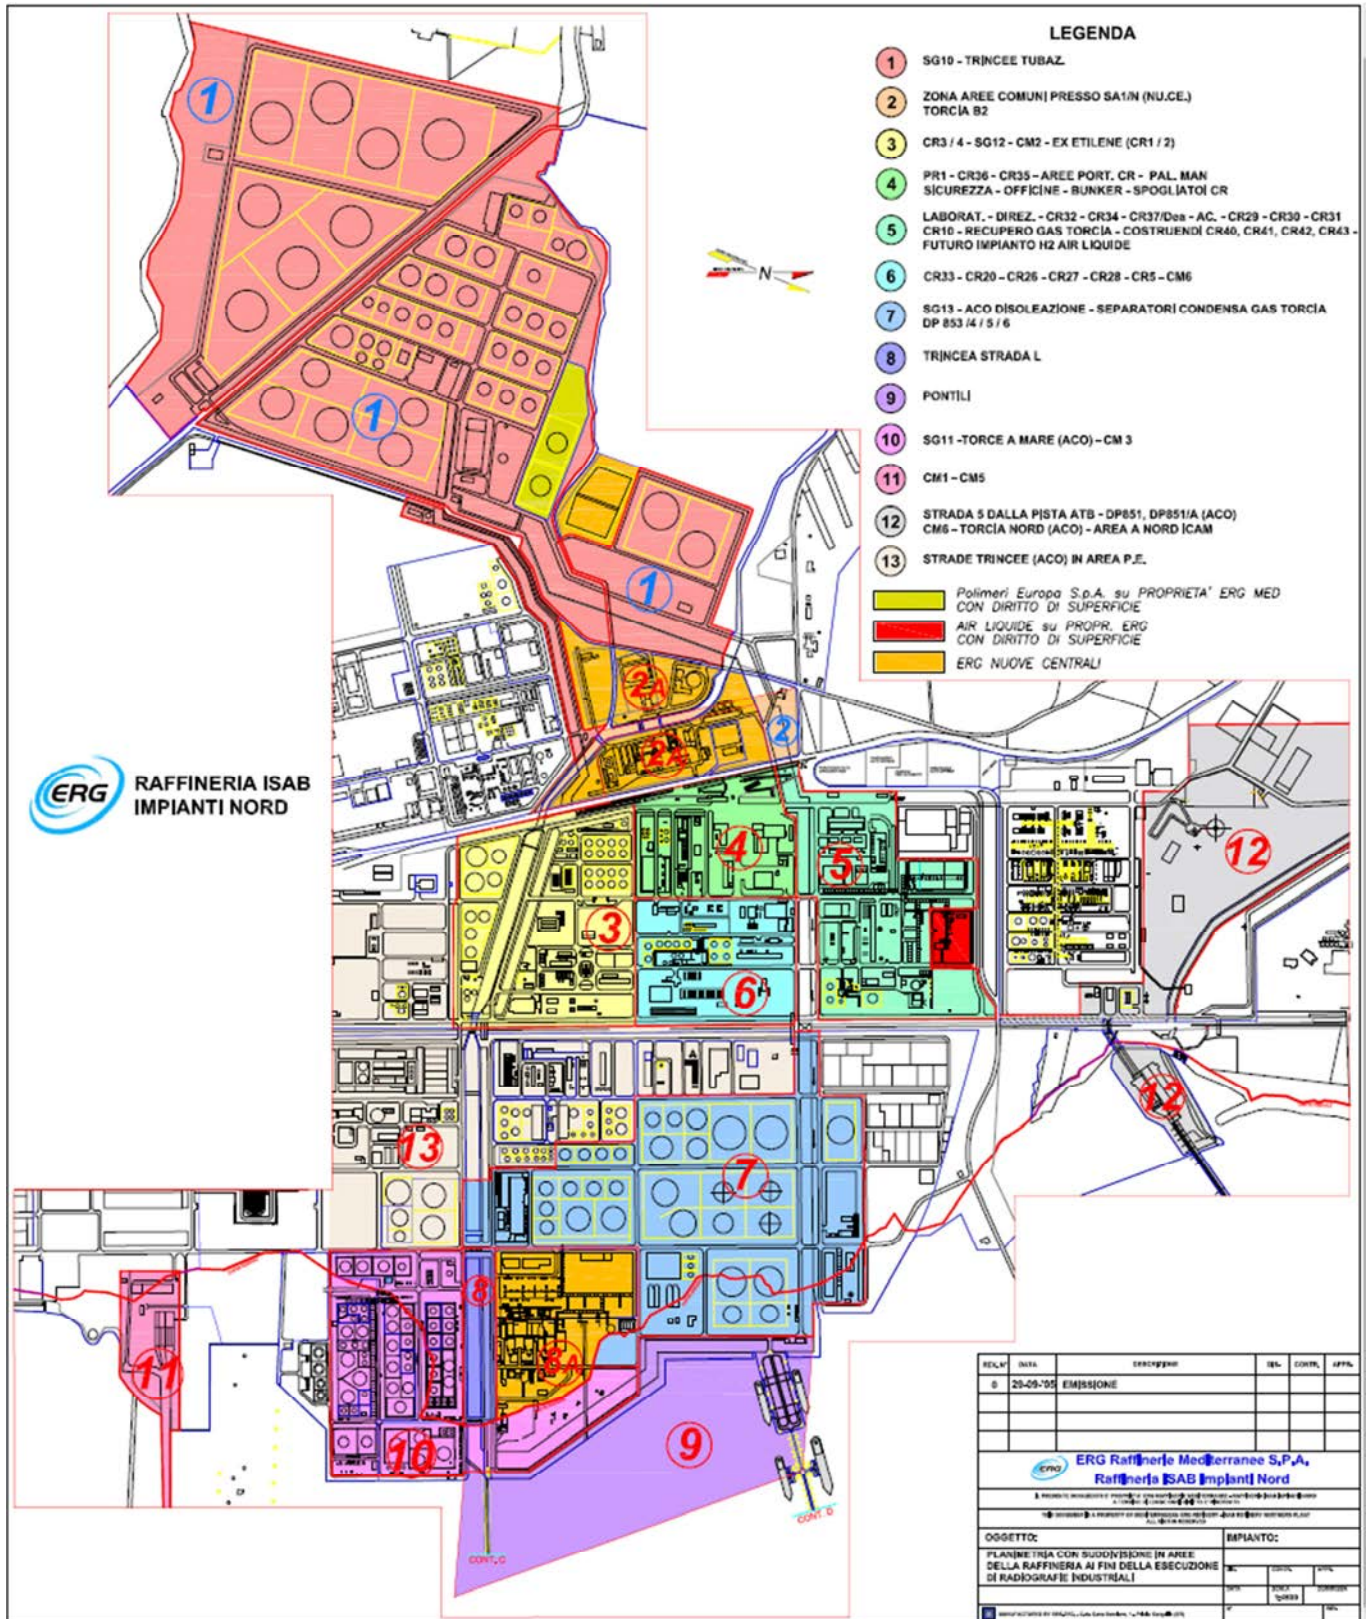 LEGENDA
1 SG10 - TRINCEE TUBAZ.
2 ZONA AREE COMUNI PRESSO SA1/N (NU.CE.)
TORCIA B2
3 CR3 / 4 - SG12 - CM2 - EX ETILENE (CR1 / 2)
4 PR1 - CR36 - CR35 - AREE PORT. CR - PAL. MAN
SICUREZZA - OFFICINE - BUNKER - SPOGLIATOI CR
5 LABORAT. - DIREZ. - CR32 - CR34 - CR37/Dea - AC. - CR29 - CR30 - CR31
CR10 - RECUPERO GAS TORCIA - COSTRUENDI CR40, CR41, CR42, CR43 -
FUTURO IMPIANTO H2 AIR LIQUIDE
6 CR33 - CR20 - CR26 - CR27 - CR28 - CR5 - CM6
7 SG13 - ACO DISOLEAZIONE - SEPARATORI CONDENSA GAS TORCIA
DP 853 /4 / 5 / 6
8 TRINCEA STRADA L
9 PONTILI
10 SG11 -TORCE A MARE (ACO) - CM 3
11 CM1 - CM5
12 STRADA 5 DALLA PISTA ATB - DP851, DP851/A (ACO)
CM6 - TORCIA NORD (ACO) - AREA A NORD ICAM
13 STRADE TRINCEE (ACO) IN AREA P.E.
Polimeri Europa S.p.A. su PROPRIETA' ERG MED
CON DIRITTO DI SUPERFICIE
AIR LIQUIDE su PROPR. ERG
CON DIRITTO DI SUPERFICIE
ERG NUOVE CENTRALI
N
1
1
1
2A
2
2A
ERG
RAFFINERIA ISAB
IMPIANTI NORD
4
5
12
3
6
12
13
7
8
11
8A
10
9
CONT. C
CONT. D
REV. N° DATA DESCRIZIONE DIS. CONTR. APPR.
0 29-09-'05 EMISSIONE
ERG
ERG Raffinerie Mediterranee S.P.A.
Raffineria ISAB Impianti Nord
OGGETTO: IMPIANTO:
PLANIMETRIA CON SUDDIVISIONE IN AREE
DELLA RAFFINERIA AI FINI DELLA ESECUZIONE
DI RADIOGRAFIE INDUSTRIALI